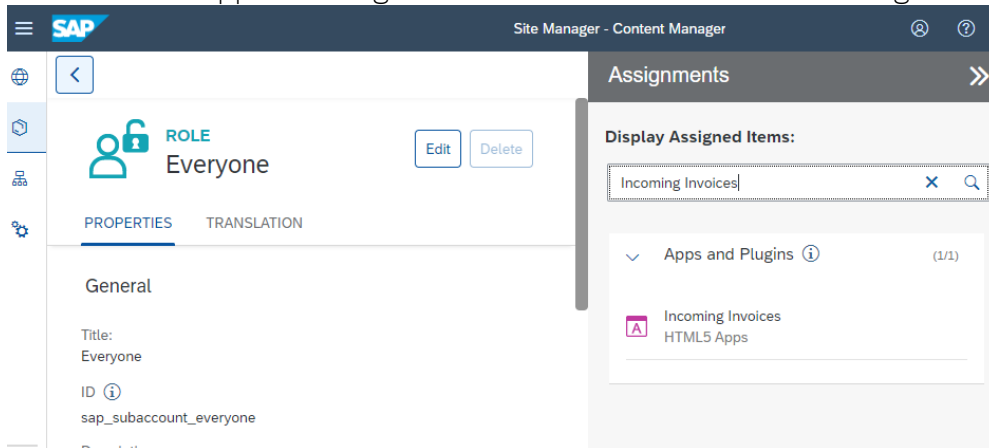 SAP
Site Manager - Content Manager
Assignments
ROLE
Everyone
Edit
Delete
PROPERTIES
TRANSLATION
General
Title:
Everyone
ID
sap_subaccount_everyone
Display Assigned Items:
Incoming Invoices
Apps and Plugins
(1/1)
A
Incoming Invoices
HTML5 Apps